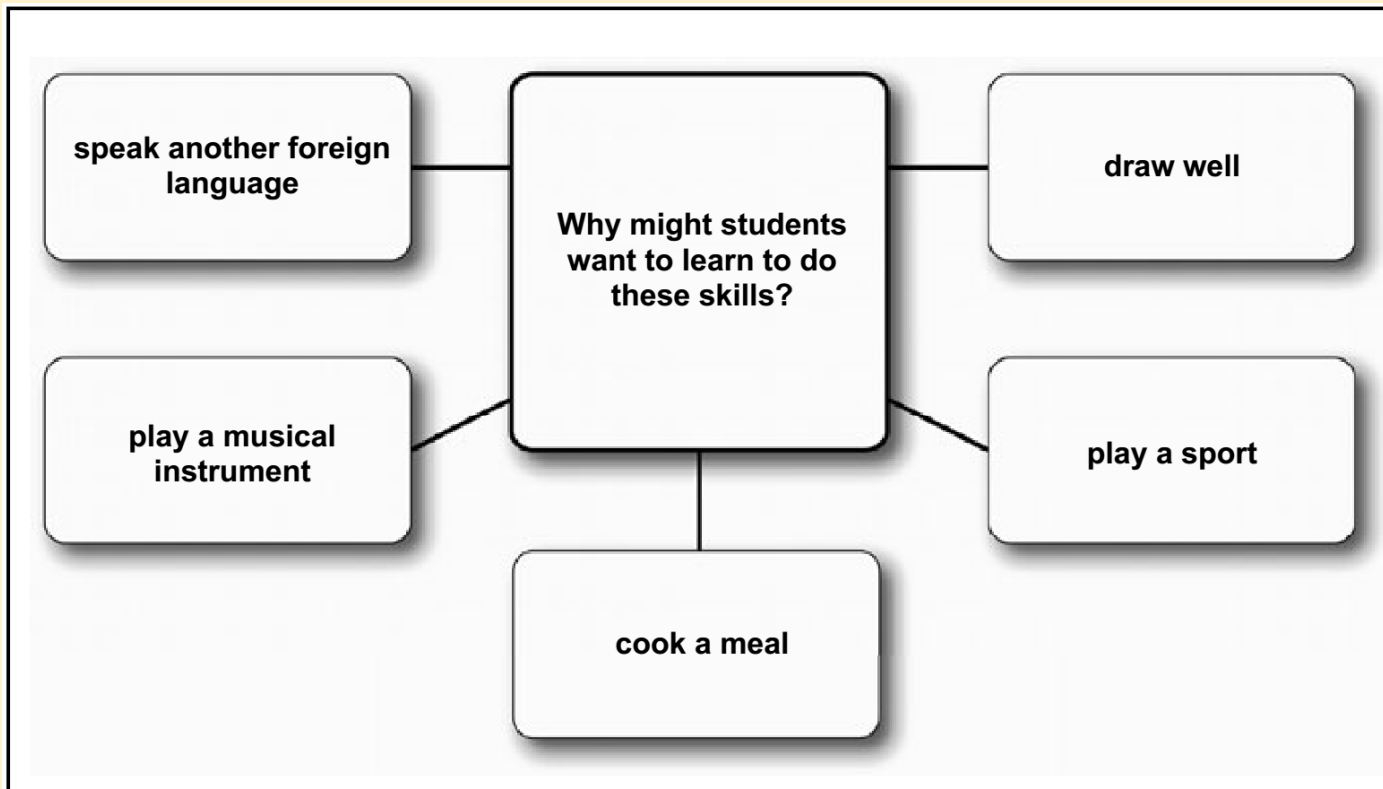 speak another foreign
language
Why might students
want to learn to do
these skills?
draw well
play a musical
instrument
play a sport
cook a meal